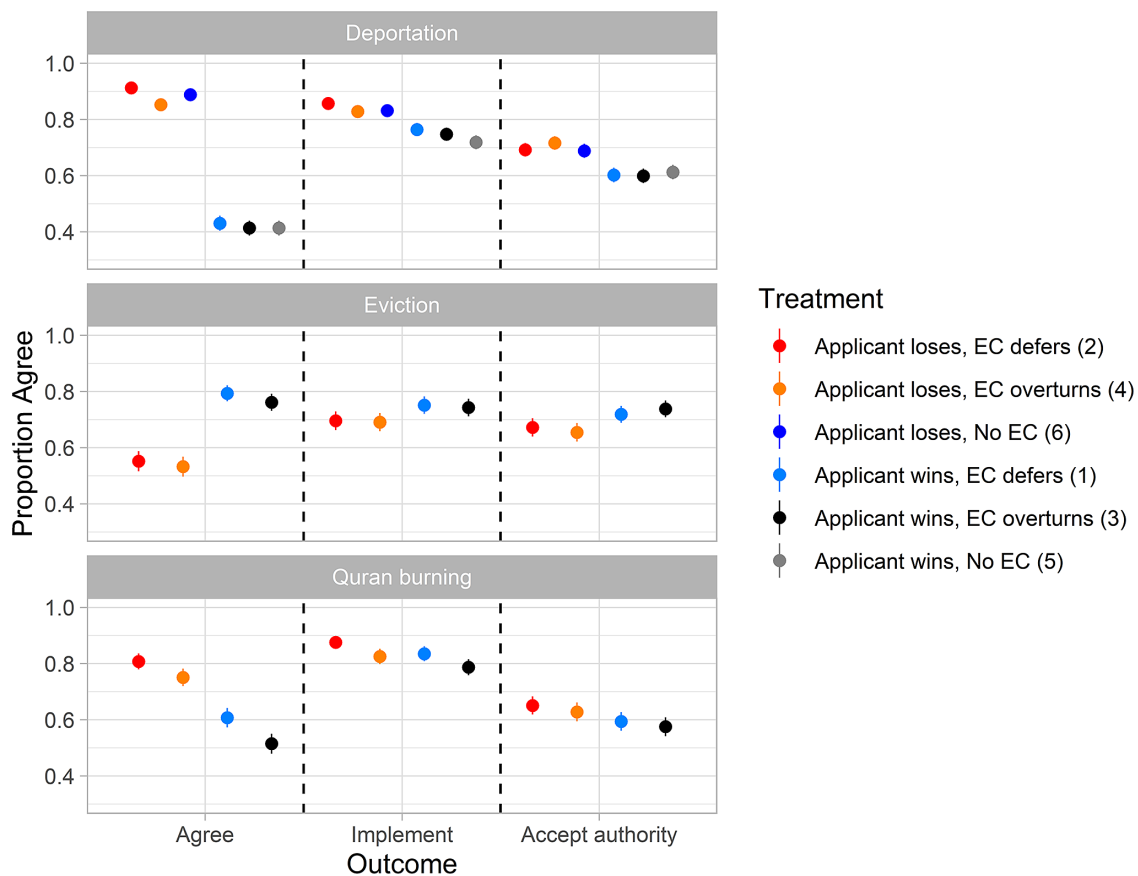 Deportation
1.0
0.8
0.6
0.4
Eviction
1.0
0.8
0.6
0.4
Quran burning
1.0
0.8
0.6
0.4
Proportion Agree
Agree
Implement
Accept authority
Outcome
Treatment
Applicant loses, EC defers (2)
Applicant loses, EC overturns (4)
Applicant loses, No EC (6)
Applicant wins, EC defers (1)
Applicant wins, EC overturns (3)
Applicant wins, No EC (5)